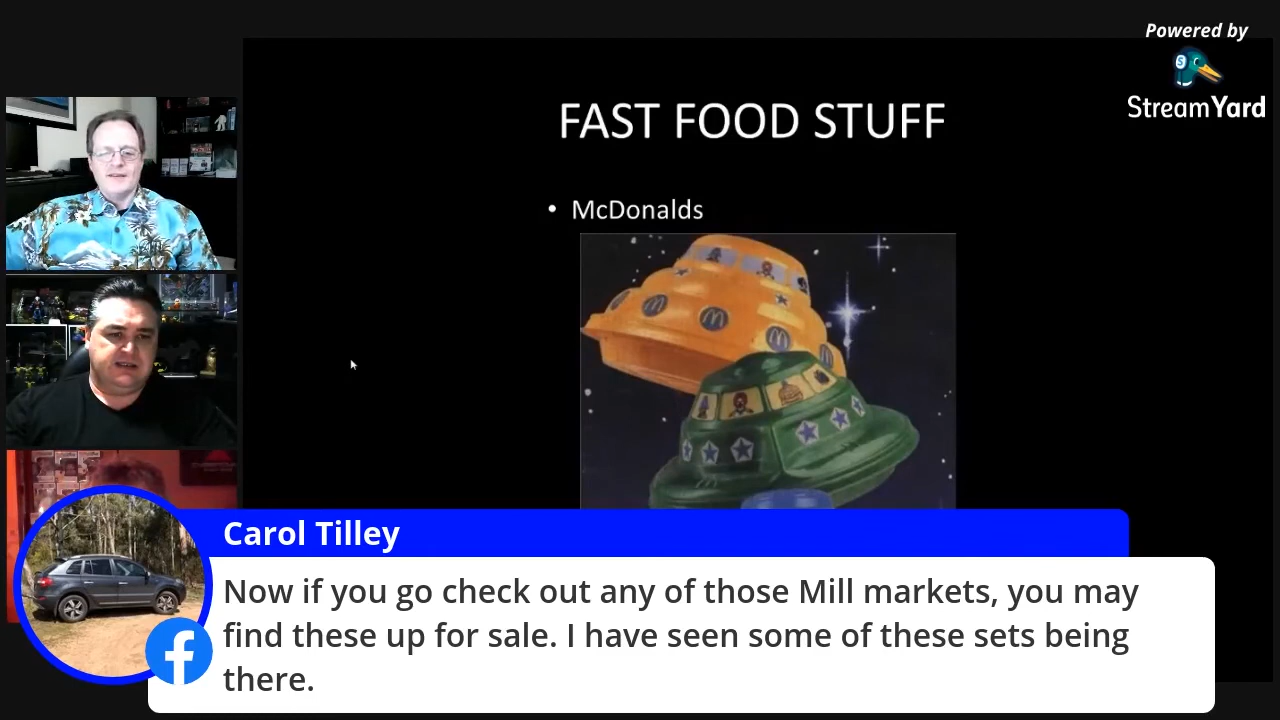 Powered by
StreamYard
FAST FOOD STUFF
• McDonalds
Carol Tilley
Now if you go check out any of those Mill markets, you may
find these up for sale. I have seen some of these sets being
there.